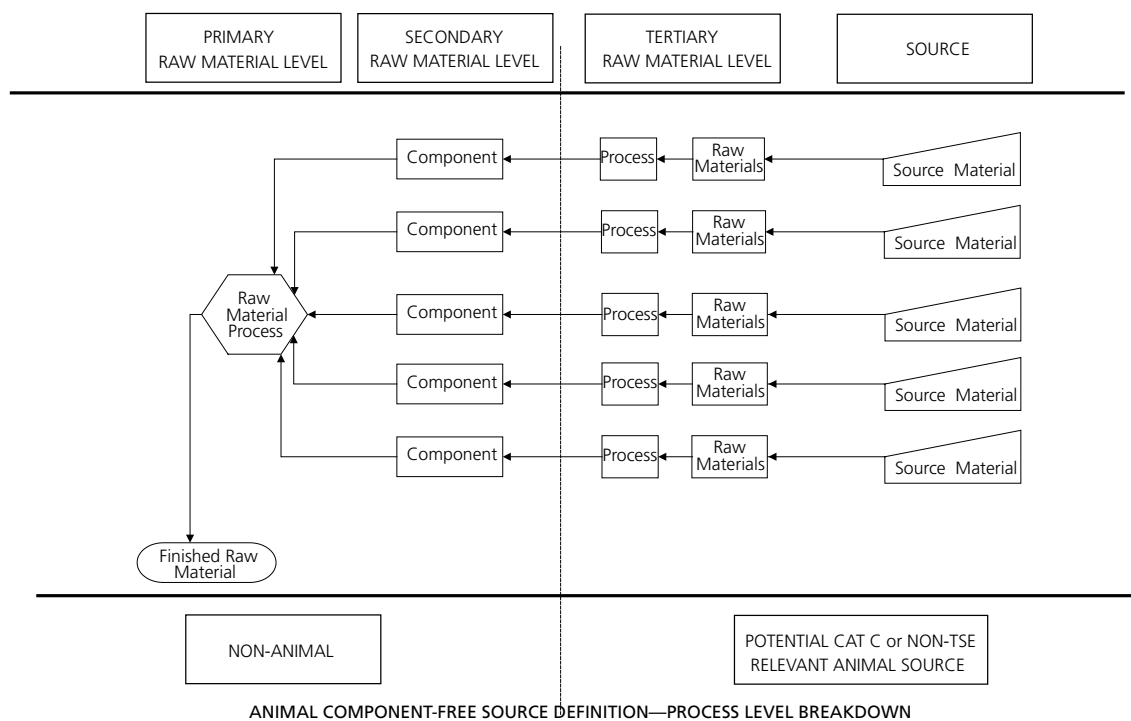 PRIMARY
RAW MATERIAL LEVEL
SECONDARY
RAW MATERIAL LEVEL
TERTIARY
RAW MATERIAL LEVEL
SOURCE
Component
Process
Raw
Materials
Source Material
Component
Process
Raw
Materials
Source Material
Raw
Material
Process
Component
Process
Raw
Materials
Source Material
Component
Process
Raw
Materials
Source Material
Component
Process
Raw
Materials
Source Material
Finished Raw
Material
NON-ANIMAL
POTENTIAL CAT C or NON-TSE
RELEVANT ANIMAL SOURCE
ANIMAL COMPONENT-FREE SOURCE DEFINITION—PROCESS LEVEL BREAKDOWN